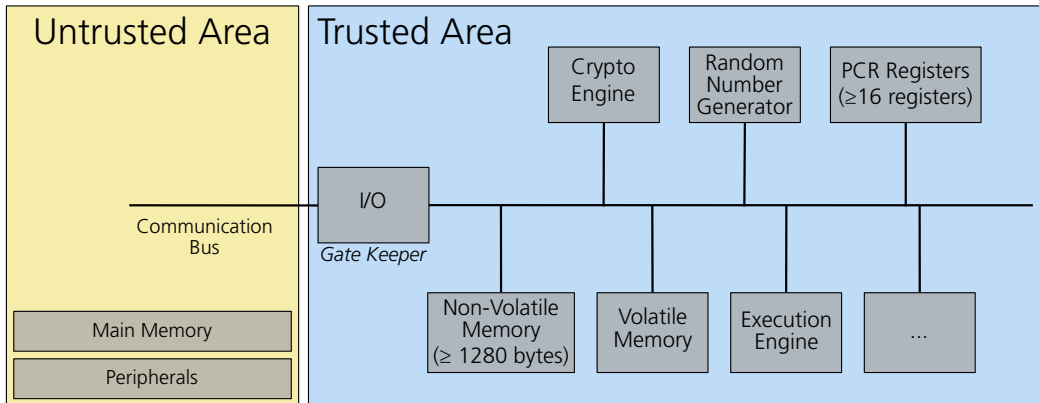 Untrusted Area
Trusted Area
Crypto
Engine
Random
Number
Generator
PCR Registers
(≥16 registers)
I/O
Communication
Bus
Gate Keeper
Main Memory
Peripherals
Non-Volatile
Memory
(≥ 1280 bytes)
Volatile
Memory
Execution
Engine
...